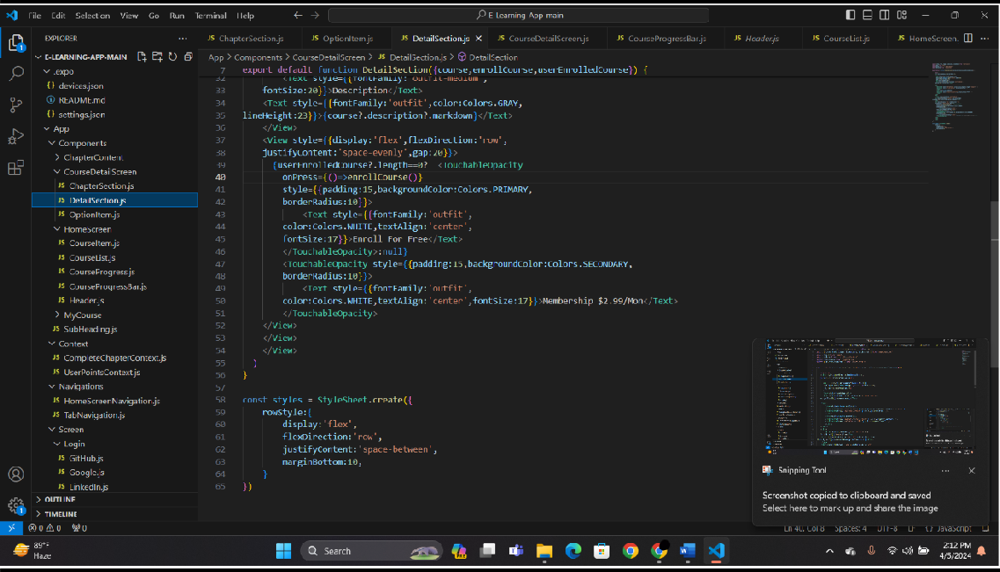 File Edit Selection View Go Run Terminal Help
E-Learning-App-main
EXPLORER
ChapterSection.js
OptionItem.js
DetailSection.js
CourseDetailScreen.js
CourseProgressBar.js
Header.js
CourseList.js
HomeScreen.
E-LEARNING-APP-MAIN
App > Components > CourseDetailScreen > JS DetailSection.js > DetailSection
.expo
devices.json
README.md
settings.json
App
Components
ChapterContent
CourseDetailScreen
ChapterSection.js
DetailSection.js
OptionItem.js
HomeScreen
CourseItem.js
CourseList.js
CourseProgress.js
CourseProgressBar.js
Header.js
MyCourse
SubHeading.js
Context
CompleteChapterContext.js
UserPointsContext.js
Navigations
HomeScreenNavigation.js
TabNavigation.js
Screen
Login
GitHub.js
Google.js
LinkedIn.js
OUTLINE
TIMELINE
7 export default function DetailSection({course,enrollCourse,userEnrolledCourse}) {
32 <Text style={{fontFamily:'outfit-medium',
33 fontSize:20}}>Description</Text>
34 <Text style={{fontFamily:'outfit',color:Colors.GRAY,
35 lineHeight:23}}>{course?.description?.markdown}</Text>
36 </View>
37 <View style={{display:'flex',flexDirection:'row',
38 justifyContent:'space-evenly',gap:20}}>
39 {userEnrolledCourse?.length==0? <TouchableOpacity
40 onPress={()=>enrollCourse()}
41 style={{padding:15,backgroundColor:Colors.PRIMARY,
42 borderRadius:10}}>
43 <Text style={{fontFamily:'outfit',
44 color:Colors.WHITE,textAlign:'center',
45 fontSize:17}}>Enroll For Free</Text>
46 </TouchableOpacity>:null}
47 <TouchableOpacity style={{padding:15,backgroundColor:Colors.SECONDARY,
48 borderRadius:10}}>
49 <Text style={{fontFamily:'outfit',
50 color:Colors.WHITE,textAlign:'center',fontSize:17}}>Membership $2.99/Mon</Text>
51 </TouchableOpacity>
52 </View>
53 </View>
54 </View>
55 )
56 }
57
58 const styles = StyleSheet.create({
59 rowStyle:{
60 display:'flex',
61 flexDirection:'row',
62 justifyContent:'space-between',
63 marginBottom:10,
64 }
65 })
Snipping Tool
Screenshot copied to clipboard and saved
Select here to mark up and share the image
0 0 0
Ln 40, Col 8 Spaces: 4 UTF-8 LF {} JavaScript
89°F
Haze
Search
2:12 PM
4/5/2024